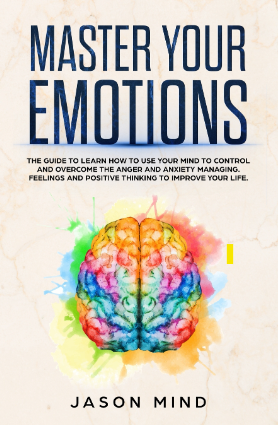 MASTER YOUR
EMOTIONS
THE GUIDE TO LEARN HOW TO USE YOUR MIND TO CONTROL
AND OVERCOME THE ANGER AND ANXIETY MANAGING.
FEELINGS AND POSITIVE THINKING TO IMPROVE YOUR LIFE.
JASON MIND